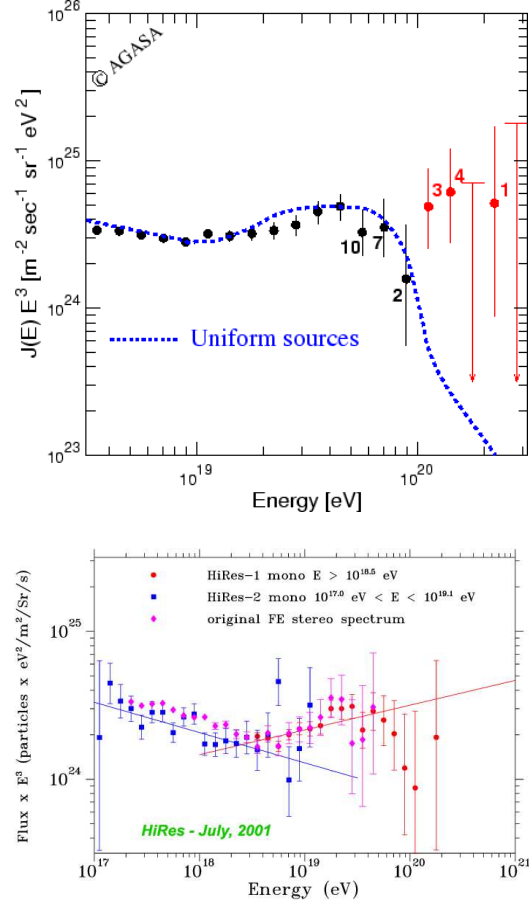 10^26
© AGASA
10^25
10^24
10^23
J(E) E^3 [m^-2 sec^-1 sr^-1 eV^2]
3
4
1
10
7
2
Uniform sources
10^19
10^20
Energy [eV]
HiRes-1 mono E > 10^18.5 eV
HiRes-2 mono 10^17.0 eV < E < 10^19.1 eV
original FE stereo spectrum
10^25
10^24
Flux x E^3 (particles x eV^2/m^2/Sr/s)
HiRes - July, 2001
10^17
10^18
10^19
10^20
10^21
Energy (eV)